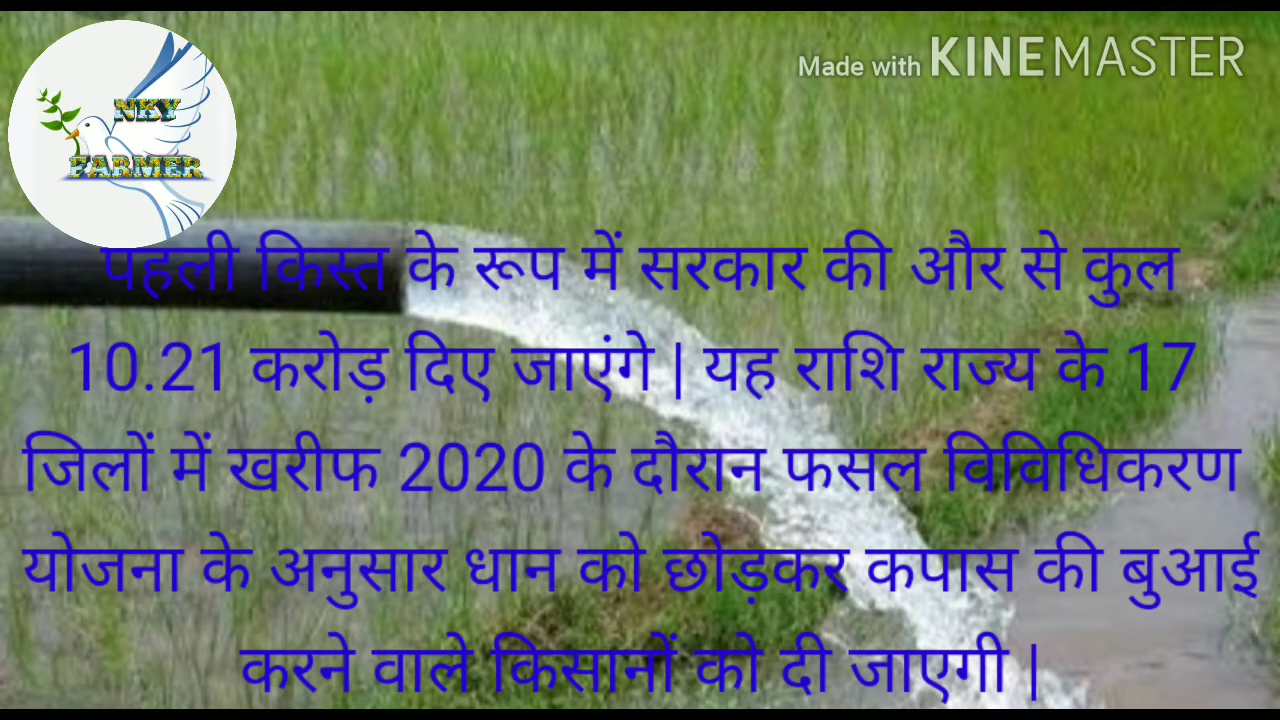 Made with KINEMASTER
NKY
FARMER
पहली किस्त के रूप में सरकार की और से कुल
10.21 करोड़ दिए जाएंगे | यह राशि राज्य के 17
जिलों में खरीफ 2020 के दौरान फसल विविधिकरण
योजना के अनुसार धान को छोड़कर कपास की बुआई
करने वाले किसानों को दी जाएगी |